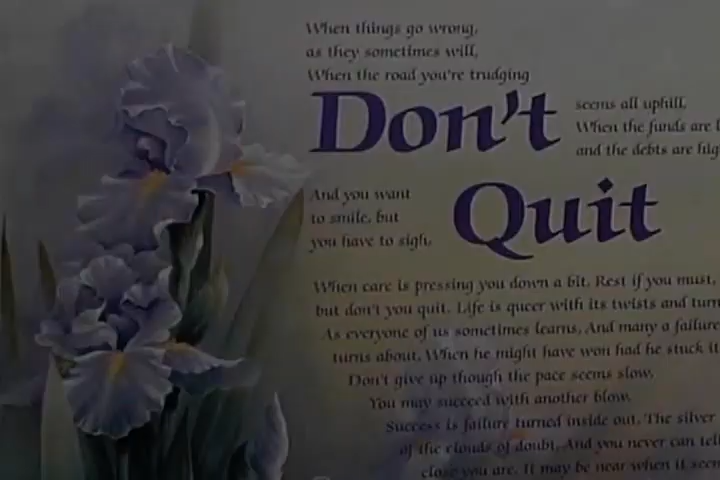 When things go wrong,
as they sometimes will,
When the road you're trudging
Don't
seems all uphill,
When the funds are
and the debts are
And you want
to smile, but
you have to sigh,
Quit
When care is pressing you down a bit. Rest if you must,
but don't you quit. Life is queer with its twists and
As everyone of us sometimes learns, And many a failure
turns about, When he might have won had he stuck
Don't give up though the pace seems slow,
You may succeed with another blow.
Success is failure turned inside out, The silver
of the clouds of doubt, And you never can tell
close you are. It may be near when it